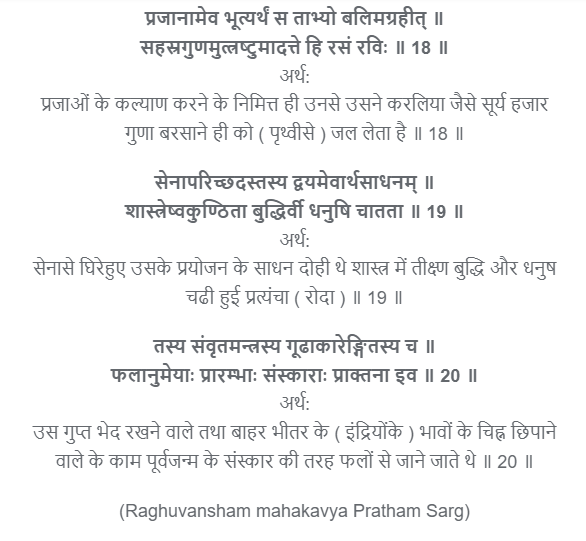 प्रजानामेव भूत्यर्थं स ताभ्यो बलिमग्रहीत् ॥
सहस्रगुणमुत्स्रष्टुमादत्ते हि रसं रविः ॥ 18 ॥
अर्थ:
प्रजाओं के कल्याण करने के निमित्त ही उनसे उसने करलिया जैसे सूर्य हजार
गुणा बरसाने ही को ( पृथ्वीसे ) जल लेता है ॥ 18 ॥
सेनापरिच्छदस्तस्य द्वयमेवार्थसाधनम् ॥
शास्त्रेष्वकुण्ठिता बुद्धिर्वी धनुषि चातता ॥ 19 ॥
अर्थ:
सेनासे घिरेहुए उसके प्रयोजन के साधन दोही थे शास्त्र में तीक्ष्ण बुद्धि और धनुष
चढी हुई प्रत्यंचा ( रोदा ) ॥ 19 ॥
तस्य संवृतमन्त्रस्य गूढाकारेङ्गितस्य च ॥
फलानुमेयाः प्रारम्भाः संस्काराः प्राक्तना इव ॥ 20 ॥
अर्थ:
उस गुप्त भेद रखने वाले तथा बाहर भीतर के ( इंद्रियोंके ) भावों के चिह्न छिपाने
वाले के काम पूर्वजन्म के संस्कार की तरह फलों से जाने जाते थे ॥ 20 ॥
(Raghuvansham mahakavya Pratham Sarg)